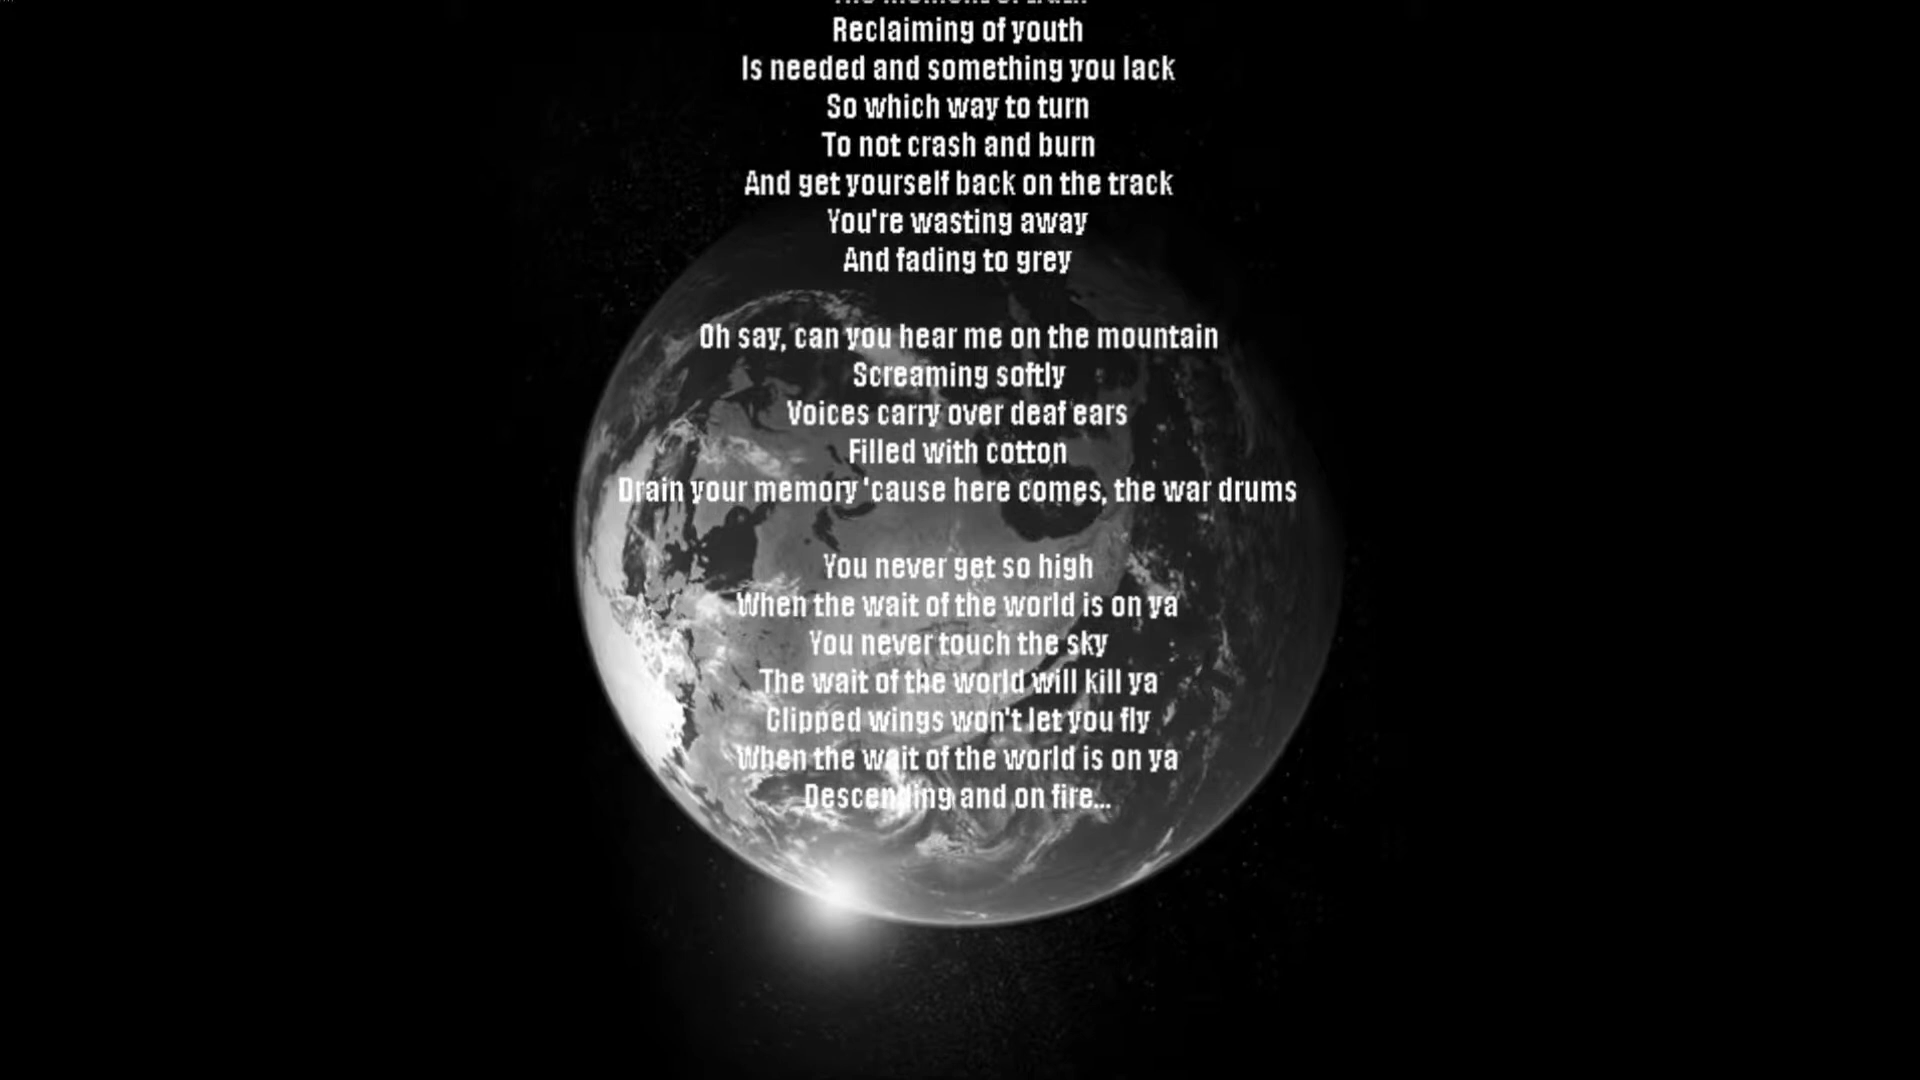 Reclaiming of youth
Is needed and something you lack
So which way to turn
To not crash and burn
And get yourself back on the track
You're wasting away
And fading to grey
Oh say, can you hear me on the mountain
Screaming softly
Voices carry over deaf ears
Filled with cotton
Drain your memory 'cause here comes, the war drums
You never get so high
When the wait of the world is on ya
You never touch the sky
The wait of the world will kill ya
Clipped wings won't let you fly
When the wait of the world is on ya
Descending and on fire...